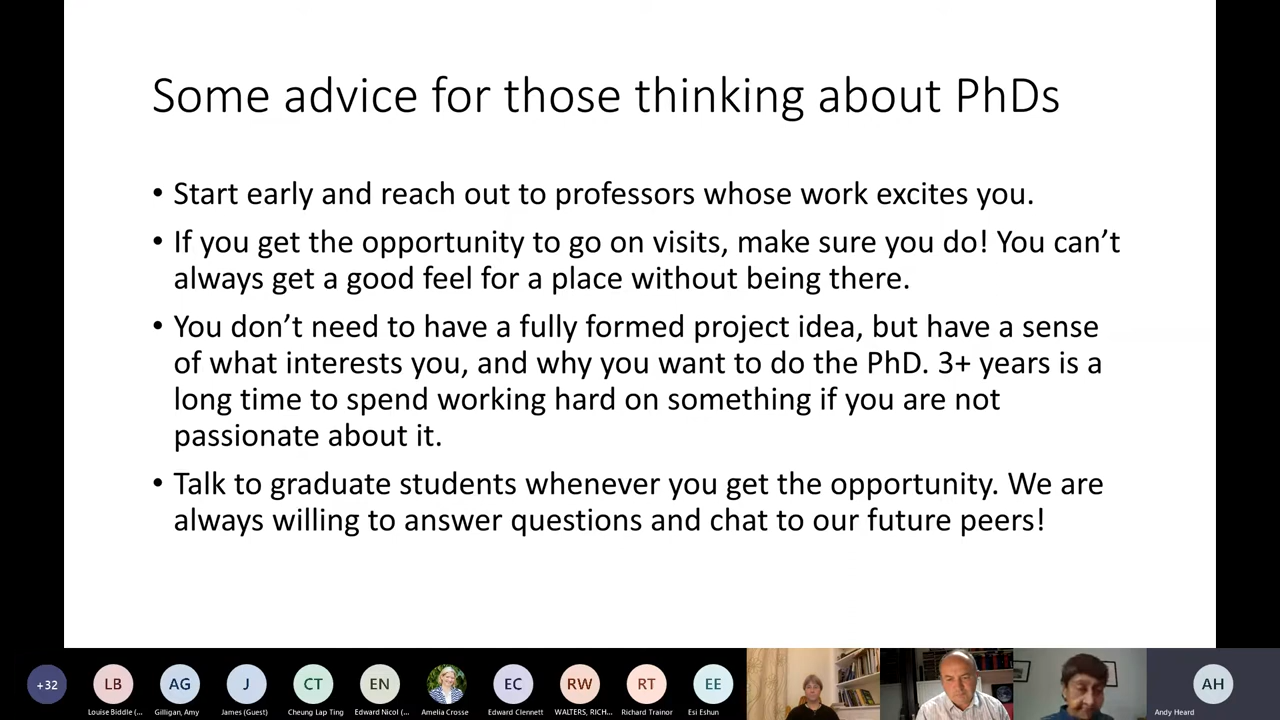 Some advice for those thinking about PhDs
• Start early and reach out to professors whose work excites you.
• If you get the opportunity to go on visits, make sure you do! You can’t
always get a good feel for a place without being there.
• You don’t need to have a fully formed project idea, but have a sense
of what interests you, and why you want to do the PhD. 3+ years is a
long time to spend working hard on something if you are not
passionate about it.
• Talk to graduate students whenever you get the opportunity. We are
always willing to answer questions and chat to our future peers!
+32 LB AG J CT EN EC RW RT EE AH
Louise Biddle (... Gilligan, Amy James (Guest) Cheung Lap Ting Edward Nicol (... Amelia Crosse Edward Clennett WALTERS, RICH... Richard Trainor Esi Eshun Andy Heard